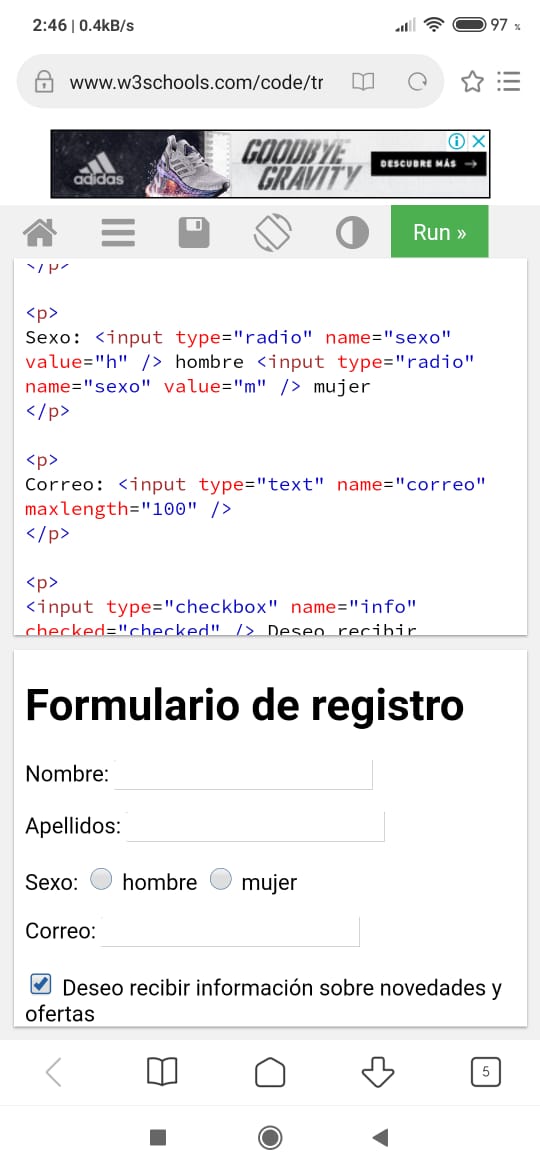 2:46 | 0.4kB/s
97 %
www.w3schools.com/code/tr
adidas
GOODBYE
GRAVITY
DESCUBRE MÁS →
Run »
</p>
<p>
Sexo: <input type="radio" name="sexo"
value="h" /> hombre <input type="radio"
name="sexo" value="m" /> mujer
</p>
<p>
Correo: <input type="text" name="correo"
maxlength="100" />
</p>
<p>
<input type="checkbox" name="info"
checked="checked" /> Deseo recibir
Formulario de registro
Nombre:
Apellidos:
Sexo: hombre mujer
Correo:
Deseo recibir información sobre novedades y
ofertas
5